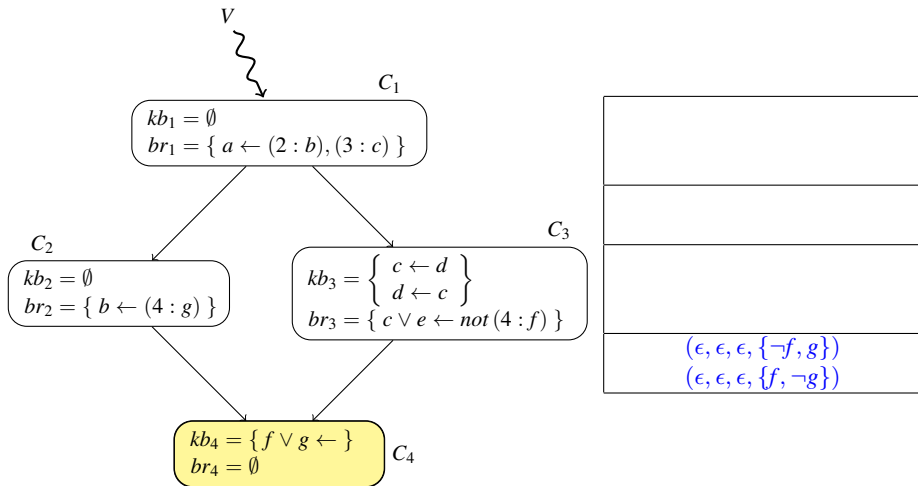 V
C₁
kb₁ = ∅
br₁ = { a ← (2 : b), (3 : c) }
C₂
kb₂ = ∅
br₂ = { b ← (4 : g) }
C₃
kb₃ = { c ← d
d ← c }
br₃ = { c ∨ e ← not (4 : f) }
(ϵ, ϵ, ϵ, {¬f, g})
(ϵ, ϵ, ϵ, {f, ¬g})
kb₄ = { f ∨ g ← }
br₄ = ∅
C₄